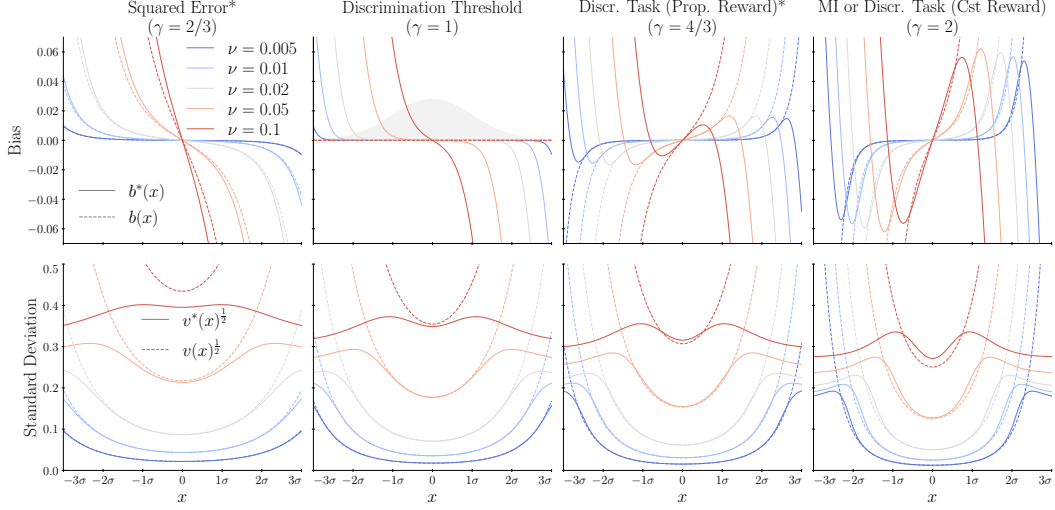 Squared Error*
(γ = 2/3)
Discrimination Threshold
(γ = 1)
Discr. Task (Prop. Reward)*
(γ = 4/3)
MI or Discr. Task (Cst Reward)
(γ = 2)
Bias
0.06
0.04
0.02
0.00
−0.02
−0.04
−0.06
ν = 0.005
ν = 0.01
ν = 0.02
ν = 0.05
ν = 0.1
b*(x)
b(x)
Standard Deviation
0.5
0.4
0.3
0.2
0.1
0.0
v*(x)^{1/2}
v(x)^{1/2}
−3σ −2σ −1σ 0 1σ 2σ 3σ
−3σ −2σ −1σ 0 1σ 2σ 3σ
−3σ −2σ −1σ 0 1σ 2σ 3σ
−3σ −2σ −1σ 0 1σ 2σ 3σ
x
x
x
x